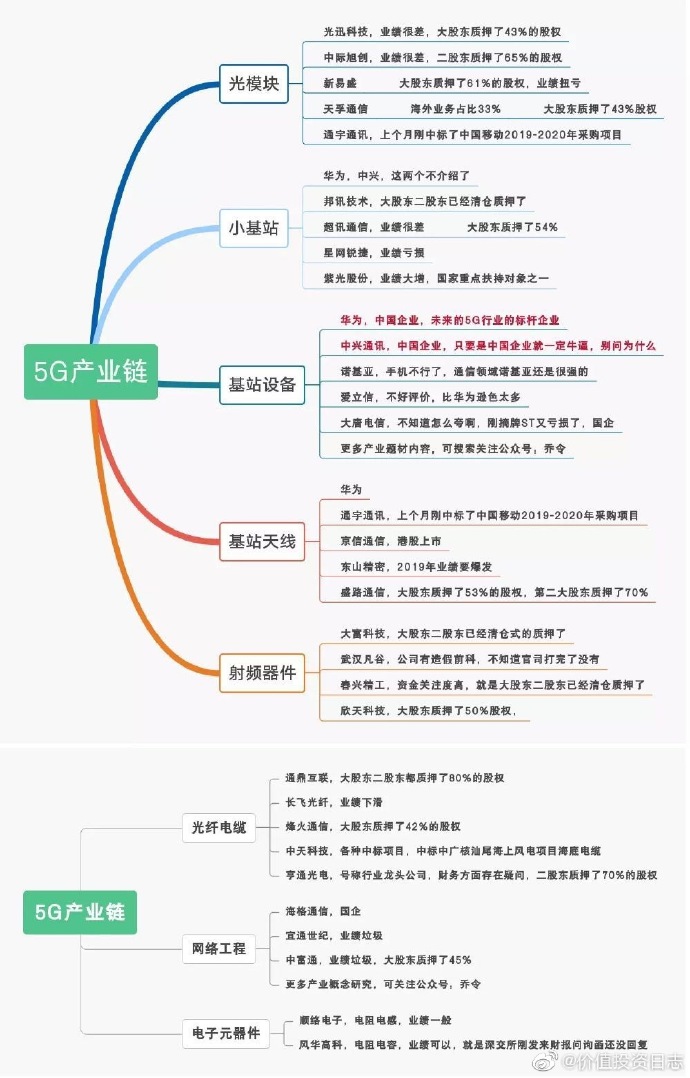 5G产业链
光模块
光迅科技，业绩很差，大股东质押了43%的股权
中际旭创，业绩很差，二股东质押了65%的股权
新易盛 大股东质押了61%的股权，业绩扭亏
天孚通信 海外业务占比33% 大股东质押了43%股权
通宇通讯，上个月刚中标了中国移动2019-2020年采购项目
小基站
华为，中兴，这两个不介绍了
邦讯技术，大股东二股东已经清仓质押了
超讯通信，业绩很差 大股东质押了54%
星网锐捷，业绩亏损
紫光股份，业绩大增，国家重点扶持对象之一
基站设备
华为，中国企业，未来的5G行业的标杆企业
中兴通讯，中国企业，只要是中国企业就一定牛逼，别问为什么
诺基亚，手机不行了，通信领域诺基亚还是很强的
爱立信，不好评价，比华为逊色太多
大唐电信，不知道怎么夸啊，刚摘牌ST又亏损了，国企
更多产业题材内容，可搜索关注公众号：乔令
基站天线
华为
通宇通讯，上个月刚中标了中国移动2019-2020年采购项目
京信通信，港股上市
东山精密，2019年业绩要爆发
盛路通信，大股东质押了53%的股权，第二大股东质押了70%
射频器件
大富科技，大股东二股东已经清仓式的质押了
武汉凡谷，公司有造假前科，不知道官司打完了没有
春兴精工，资金关注度高，就是大股东二股东已经清仓质押了
欣天科技，大股东质押了50%股权，
5G产业链
光纤电缆
通鼎互联，大股东二股东都质押了80%的股权
长飞光纤，业绩下滑
烽火通信，大股东质押了42%的股权
中天科技，各种中标项目，中标中广核汕尾海上风电项目海底电缆
亨通光电，号称行业龙头公司，财务方面存在疑问，二股东质押了70%的股权
网络工程
海格通信，国企
宜通世纪，业绩垃圾
中富通，业绩垃圾，大股东质押了45%
更多产业概念研究，可关注公众号：乔令
电子元器件
顺络电子，电阻电感，业绩一般
风华高科，电阻电容，业绩可以，就是深交所刚发来财报问询函还没回复
@价值投资日志